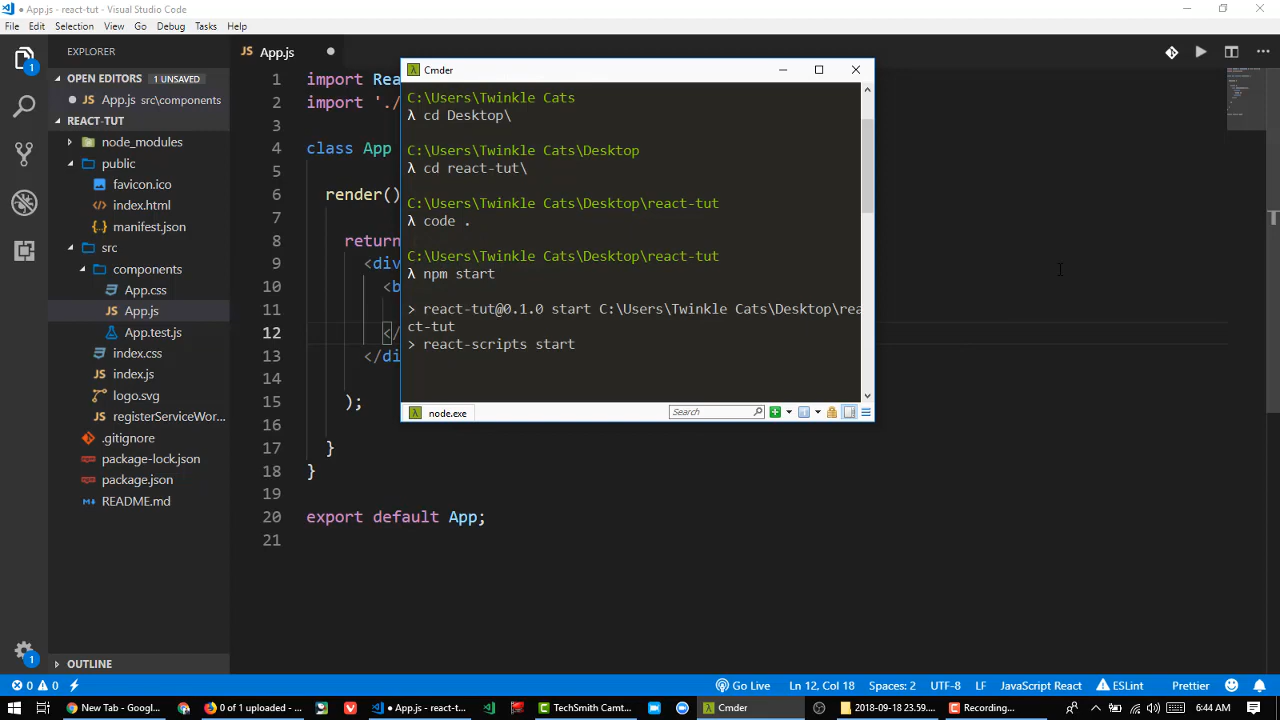 App.js - react-tut - Visual Studio Code
File Edit Selection View Go Debug Tasks Help
EXPLORER
OPEN EDITORS 1 UNSAVED
App.js src\components
REACT-TUT
node_modules
public
favicon.ico
index.html
manifest.json
src
components
App.css
App.js
App.test.js
index.css
index.js
logo.svg
registerServiceWor...
.gitignore
package-lock.json
package.json
README.md
OUTLINE
1
1
JS App.js
1 import Rea
2 import './
3
4 class App
5
6 render()
7
8 return
9 <div
10 <b
11
12 </
13 </di
14
15 );
16
17 }
18 }
19
20 export default App;
21
Cmder
C:\Users\Twinkle Cats
λ cd Desktop\
C:\Users\Twinkle Cats\Desktop
λ cd react-tut\
C:\Users\Twinkle Cats\Desktop\react-tut
λ code .
C:\Users\Twinkle Cats\Desktop\react-tut
λ npm start
> react-tut@0.1.0 start C:\Users\Twinkle Cats\Desktop\rea
ct-tut
> react-scripts start
node.exe
Search
0 0 Go Live Ln 12, Col 18 Spaces: 2 UTF-8 LF JavaScript React ESLint Prettier
New Tab - Googl... 0 of 1 uploaded - ... ● App.js - react-t... TechSmith Camt... Cmder 2018-09-18 23.59.... Recording... 6:44 AM